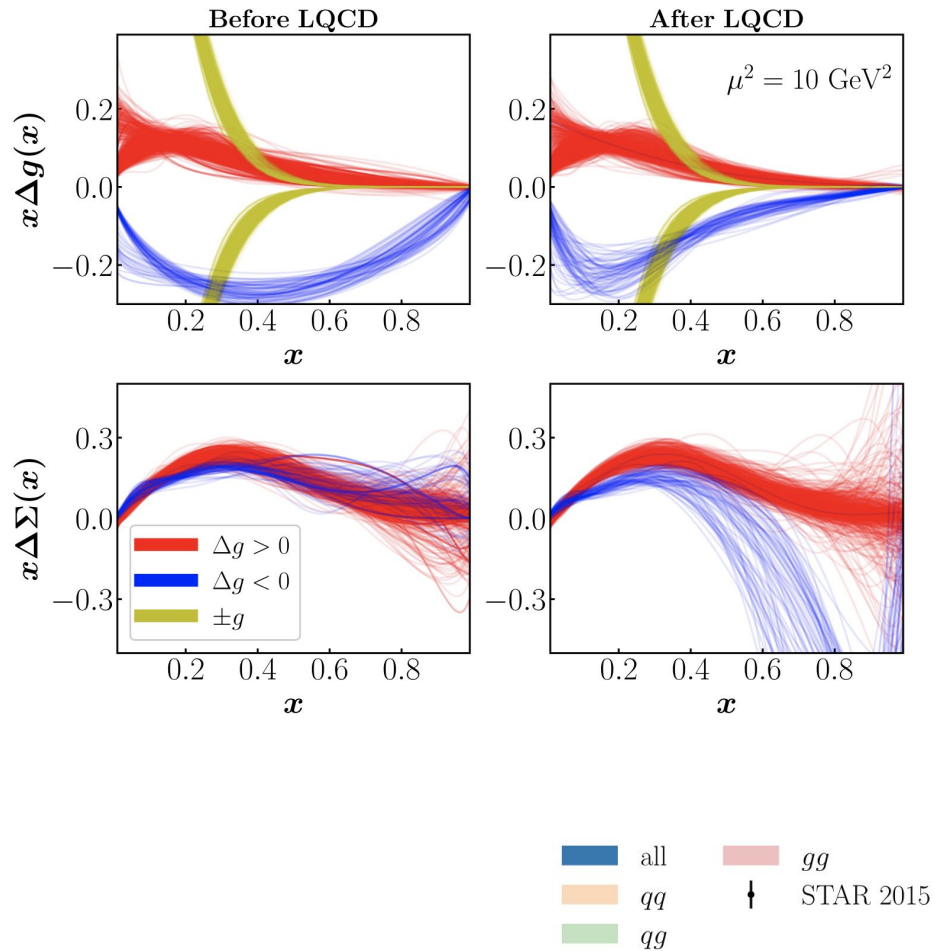 Before LQCD
After LQCD
xΔg(x)
0.2
0.0
−0.2
μ² = 10 GeV²
0.2
0.0
−0.2
0.2 0.4 0.6 0.8
x
0.2 0.4 0.6 0.8
x
xΔΣ(x)
0.3
0.0
−0.3
Δg > 0
Δg < 0
±g
0.3
0.0
−0.3
0.2 0.4 0.6 0.8
x
0.2 0.4 0.6 0.8
x
all
qq
qg
gg
STAR 2015